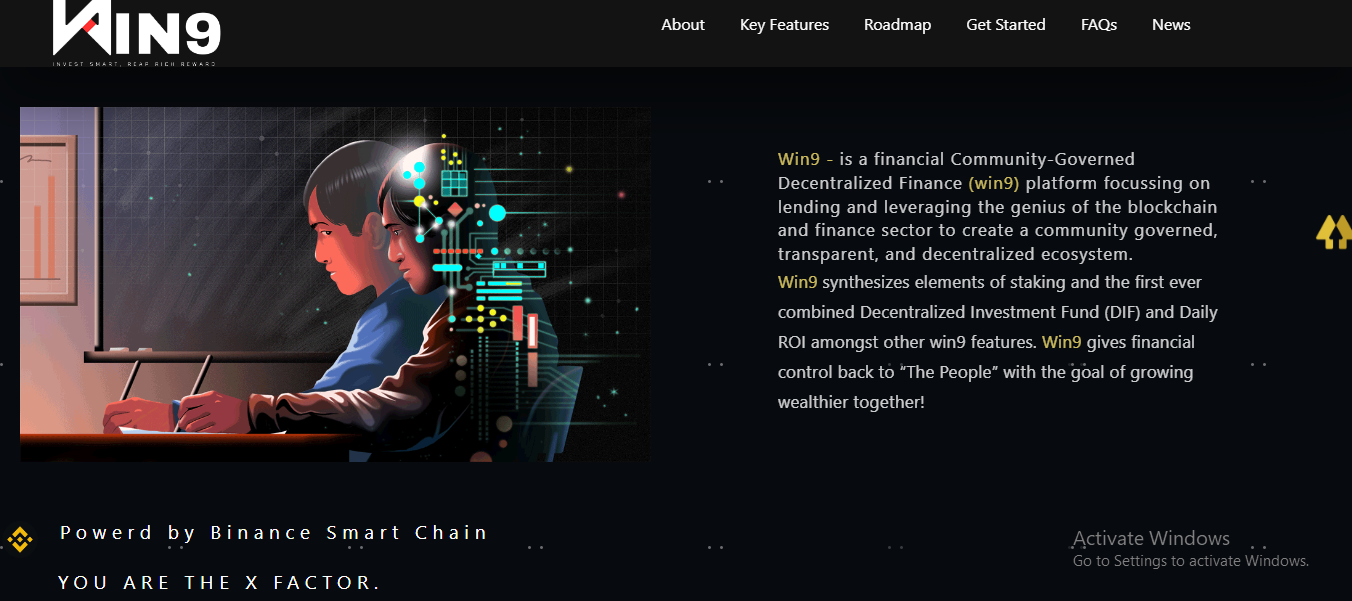 WIN9
INVEST SMART, REAP RICH REWARD
About Key Features Roadmap Get Started FAQs News
Win9 - is a financial Community-Governed
Decentralized Finance (win9) platform focussing on
lending and leveraging the genius of the blockchain
and finance sector to create a community governed,
transparent, and decentralized ecosystem.
Win9 synthesizes elements of staking and the first ever
combined Decentralized Investment Fund (DIF) and Daily
ROI amongst other win9 features. Win9 gives financial
control back to “The People” with the goal of growing
wealthier together!
Powerd by Binance Smart Chain
YOU ARE THE X FACTOR.
Activate Windows
Go to Settings to activate Windows.